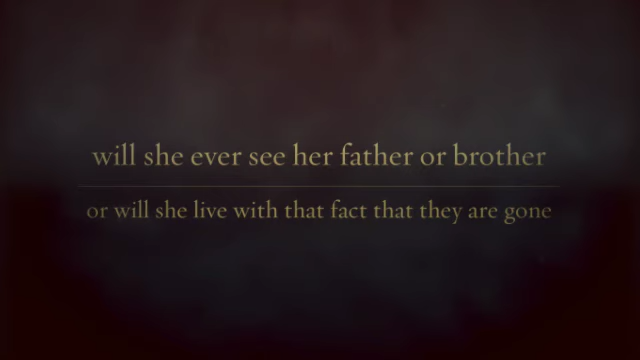 will she ever see her father or brother
or will she live with that fact that they are gone